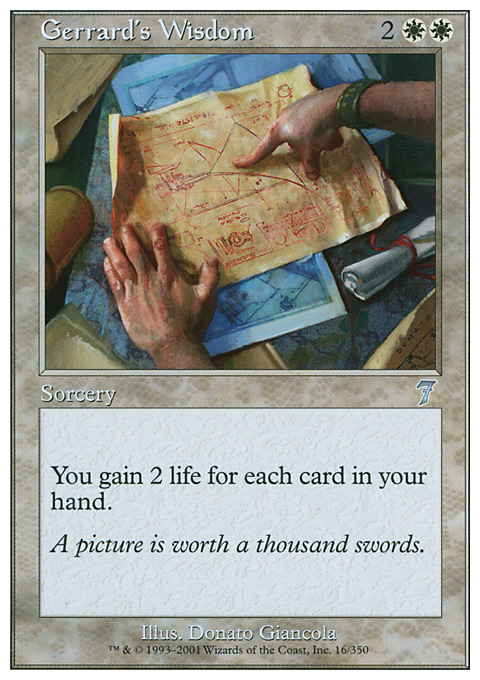 Gerrard's Wisdom 2
Sorcery 7
You gain 2 life for each card in your
hand.
A picture is worth a thousand swords.
Illus. Donato Giancola
™ & © 1993–2001 Wizards of the Coast, Inc. 16/350